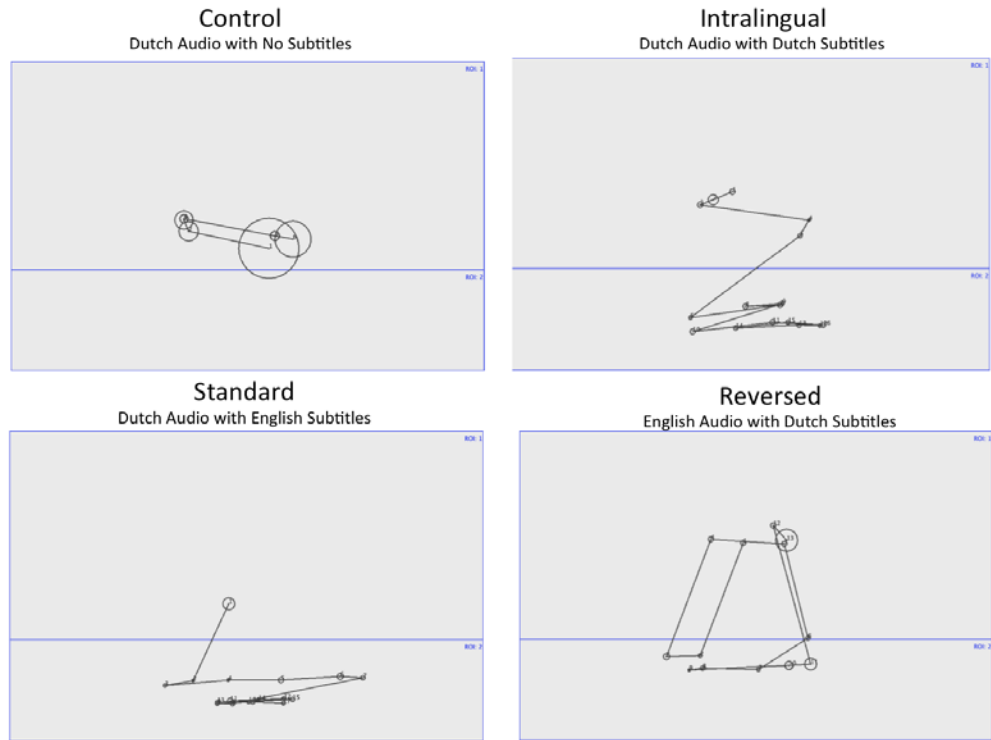 Control
Dutch Audio with No Subtitles
ROI: 1
ROI: 2
Intralingual
Dutch Audio with Dutch Subtitles
ROI: 1
ROI: 2
Standard
Dutch Audio with English Subtitles
ROI: 1
ROI: 2
Reversed
English Audio with Dutch Subtitles
ROI: 1
12
13
ROI: 2